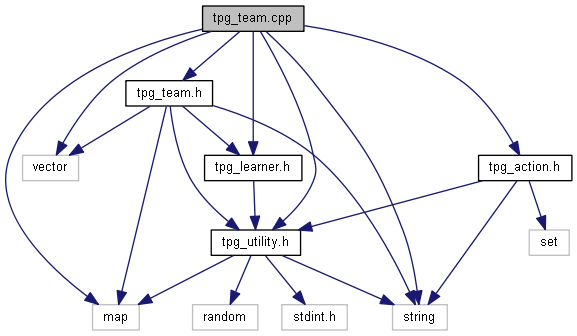 tpg_team.cpp
tpg_team.h
vector
tpg_learner.h
tpg_action.h
tpg_utility.h
set
map
random
stdint.h
string